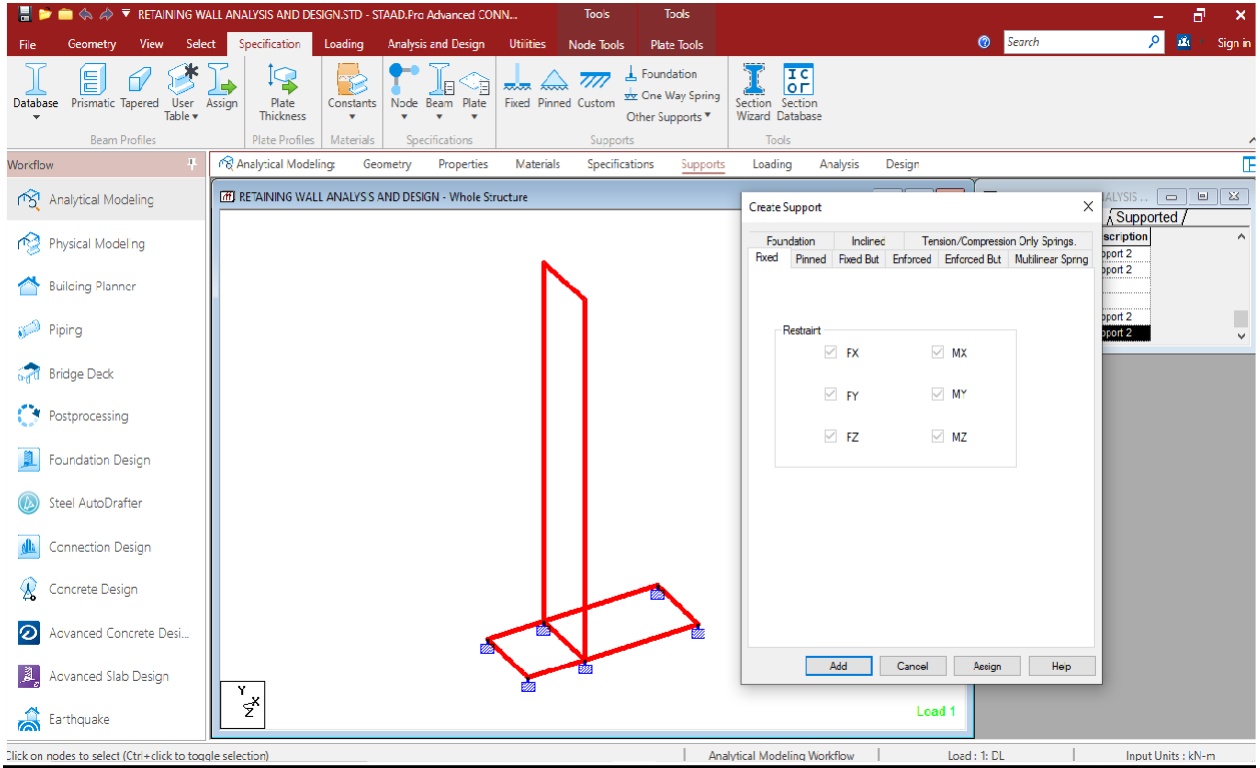 RETAINING WALL ANALYSIS AND DESIGN.STD - STAAD.Pro Advanced CONN... Tools Tools
File Geometry View Select Specification Loading Analysis and Design Utilities Node Tools Plate Tools Search Sign in
Database Prismatic Tapered User Table Assign Plate Thickness Constants Node Beam Plate Fixed Pinned Custom Foundation Section Wizard Section Database
One Way Spring
Other Supports
Beam Profiles Plate Profiles Materials Specifications Supports Tools
Workflow Analytical Modeling Geometry Properties Materials Specifications Supports Loading Analysis Design
Analytical Modeling
Physical Modeling
Building Planner
Piping
Bridge Deck
Postprocessing
Foundation Design
Steel AutoDrafter
Connection Design
Concrete Design
Advanced Concrete Desi...
Advanced Slab Design
Earthquake
RETAINING WALL ANALYSIS AND DESIGN - Whole Structure
Y
X
Z
Load 1
Create Support
Foundation Inclined Tension/Compression Only Springs.
Fixed Pinned Fixed But Enforced Enforced But Multilinear Spring
Restraint
FX MX
FY MY
FZ MZ
Add Cancel Assign Help
ALYSIS ...
Supported
scription
pport 2
pport 2
pport 2
pport 2
Click on nodes to select (Ctrl+click to toggle selection) Analytical Modeling Workflow Load : 1: DL Input Units : kN-m